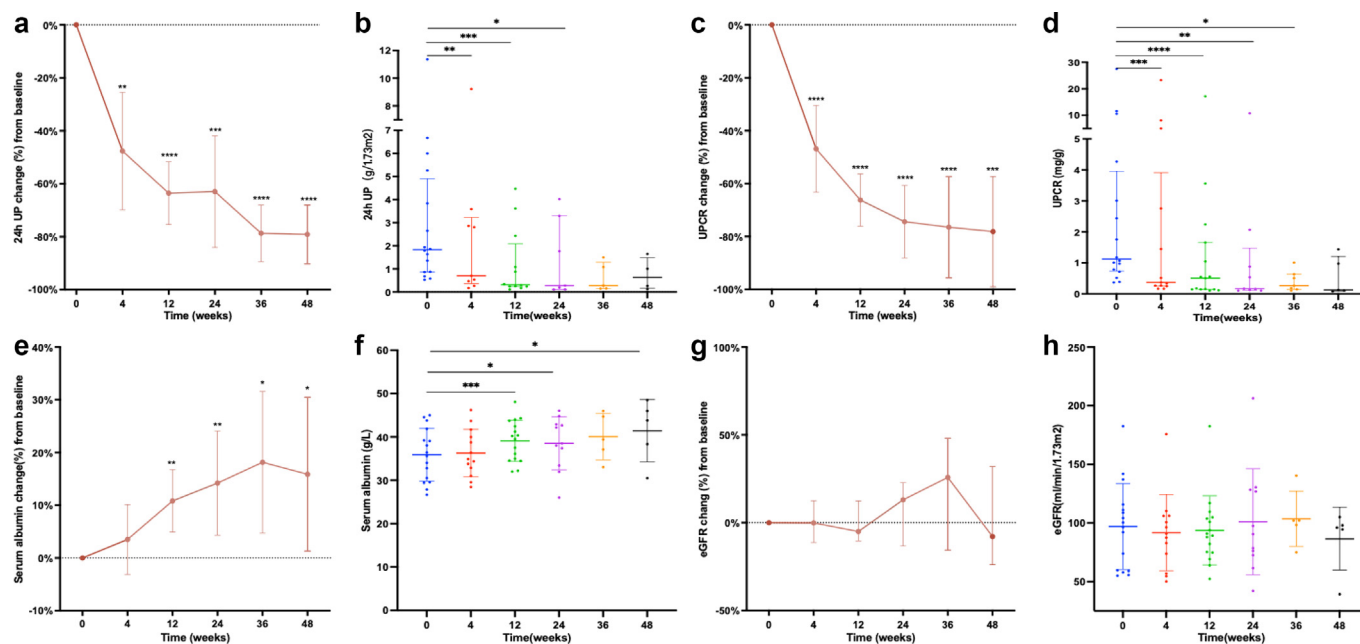 a
0%
-20%
-40%
-60%
-80%
-100%
24h UP change (%) from baseline
**
****
***
****
****
0 4 12 24 36 48
Time (weeks)
b
*
***
**
12
10
8
6
7
6
5
4
3
2
1
0
24h UP (g/1.73m2)
0 4 12 24 36 48
Time(weeks)
c
0%
-20%
-40%
-60%
-80%
-100%
UPCR change (%) from baseline
****
****
****
****
***
0 4 12 24 36 48
Time (weeks)
d
*
**
****
***
30
20
10
5
4
3
2
1
0
UPCR (mg/g)
0 4 12 24 36 48
Time(weeks)
e
40%
30%
20%
10%
0%
-10%
Serum albumin change(%) from baseline
**
**
*
*
0 4 12 24 36 48
Time (weeks)
f
*
*
***
60
50
40
30
20
10
0
Serum albumin (g/L)
0 4 12 24 36 48
Time(weeks)
g
100%
50%
0%
-50%
eGFR chang (%) from baseline
0 4 12 24 36 48
Time (weeks)
h
250
200
150
100
50
eGFR(ml/min/1.73m2)
0 4 12 24 36 48
Time(weeks)